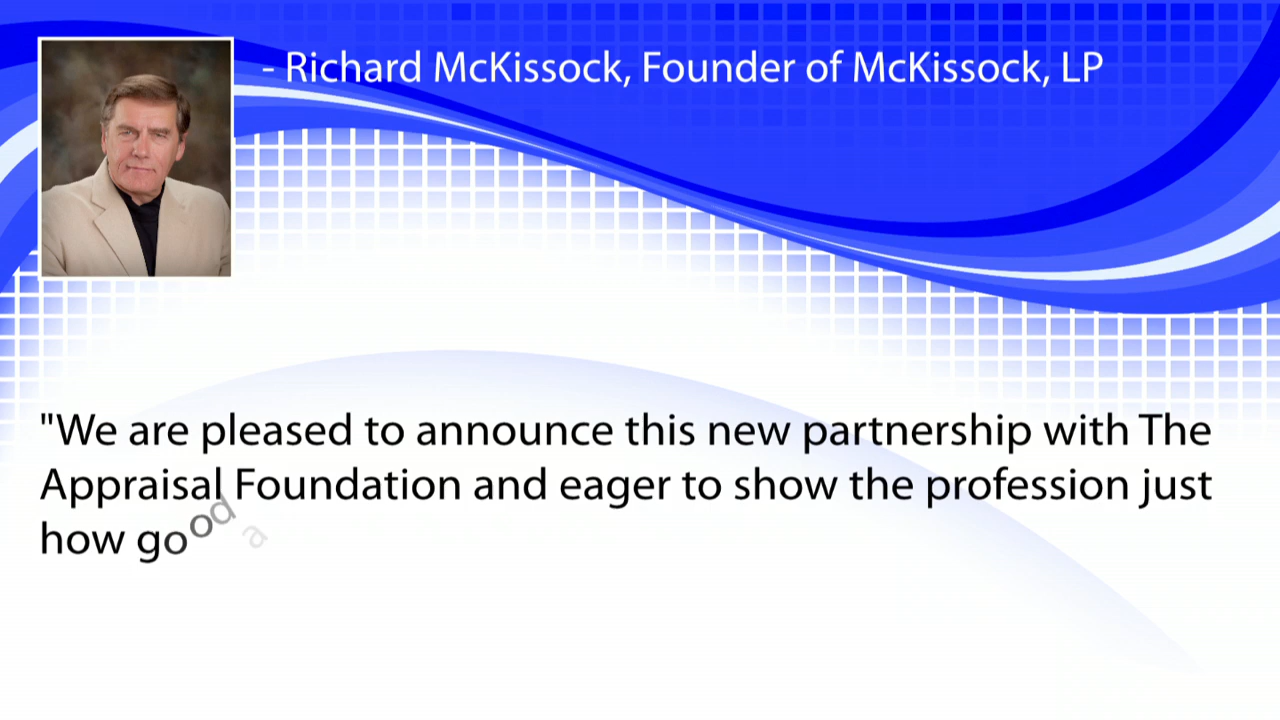 - Richard McKissock, Founder of McKissock, LP
"We are pleased to announce this new partnership with The
Appraisal Foundation and eager to show the profession just
how good a